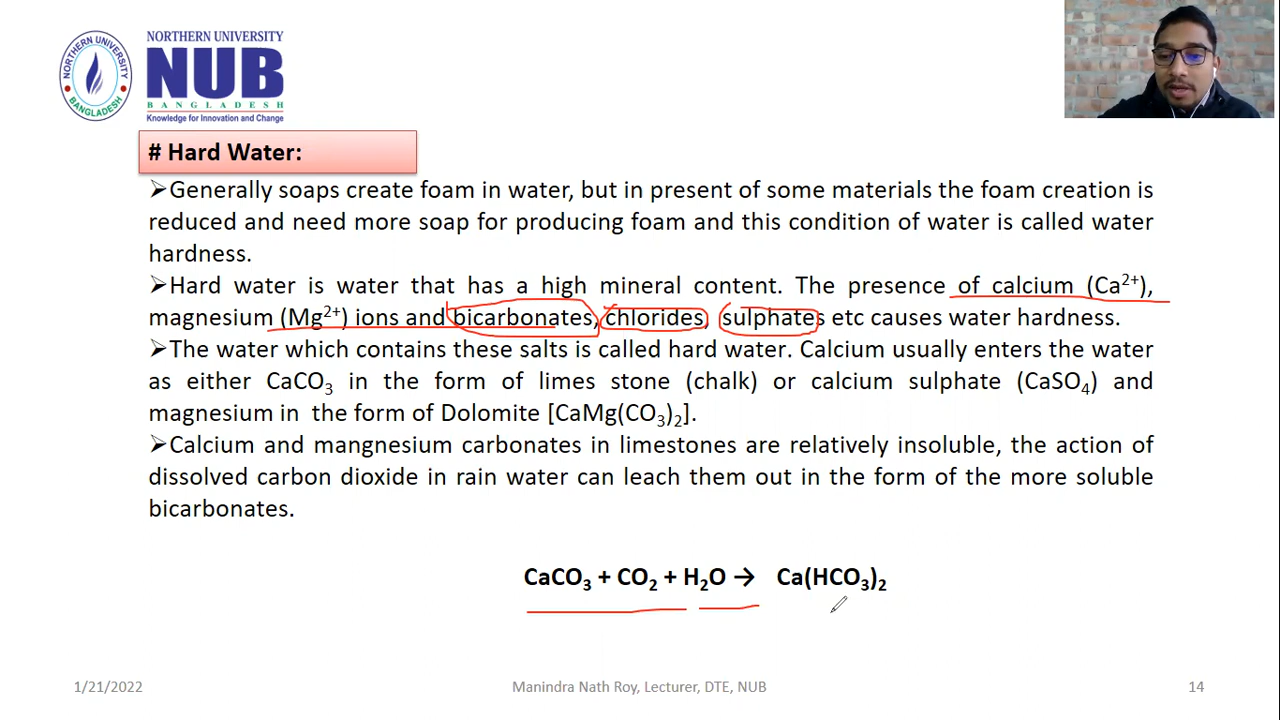 NORTHERN UNIVERSITY
BANGLADESH
NORTHERN UNIVERSITY
NUB
BANGLADESH
Knowledge for Innovation and Change
# Hard Water:
➢Generally soaps create foam in water, but in present of some materials the foam creation is
reduced and need more soap for producing foam and this condition of water is called water
hardness.
➢Hard water is water that has a high mineral content. The presence of calcium (Ca²⁺),
magnesium (Mg²⁺) ions and bicarbonates, chlorides, sulphates etc causes water hardness.
➢The water which contains these salts is called hard water. Calcium usually enters the water
as either CaCO₃ in the form of limes stone (chalk) or calcium sulphate (CaSO₄) and
magnesium in the form of Dolomite [CaMg(CO₃)₂].
➢Calcium and mangnesium carbonates in limestones are relatively insoluble, the action of
dissolved carbon dioxide in rain water can leach them out in the form of the more soluble
bicarbonates.
CaCO₃ + CO₂ + H₂O → Ca(HCO₃)₂
1/21/2022
Manindra Nath Roy, Lecturer, DTE, NUB
14